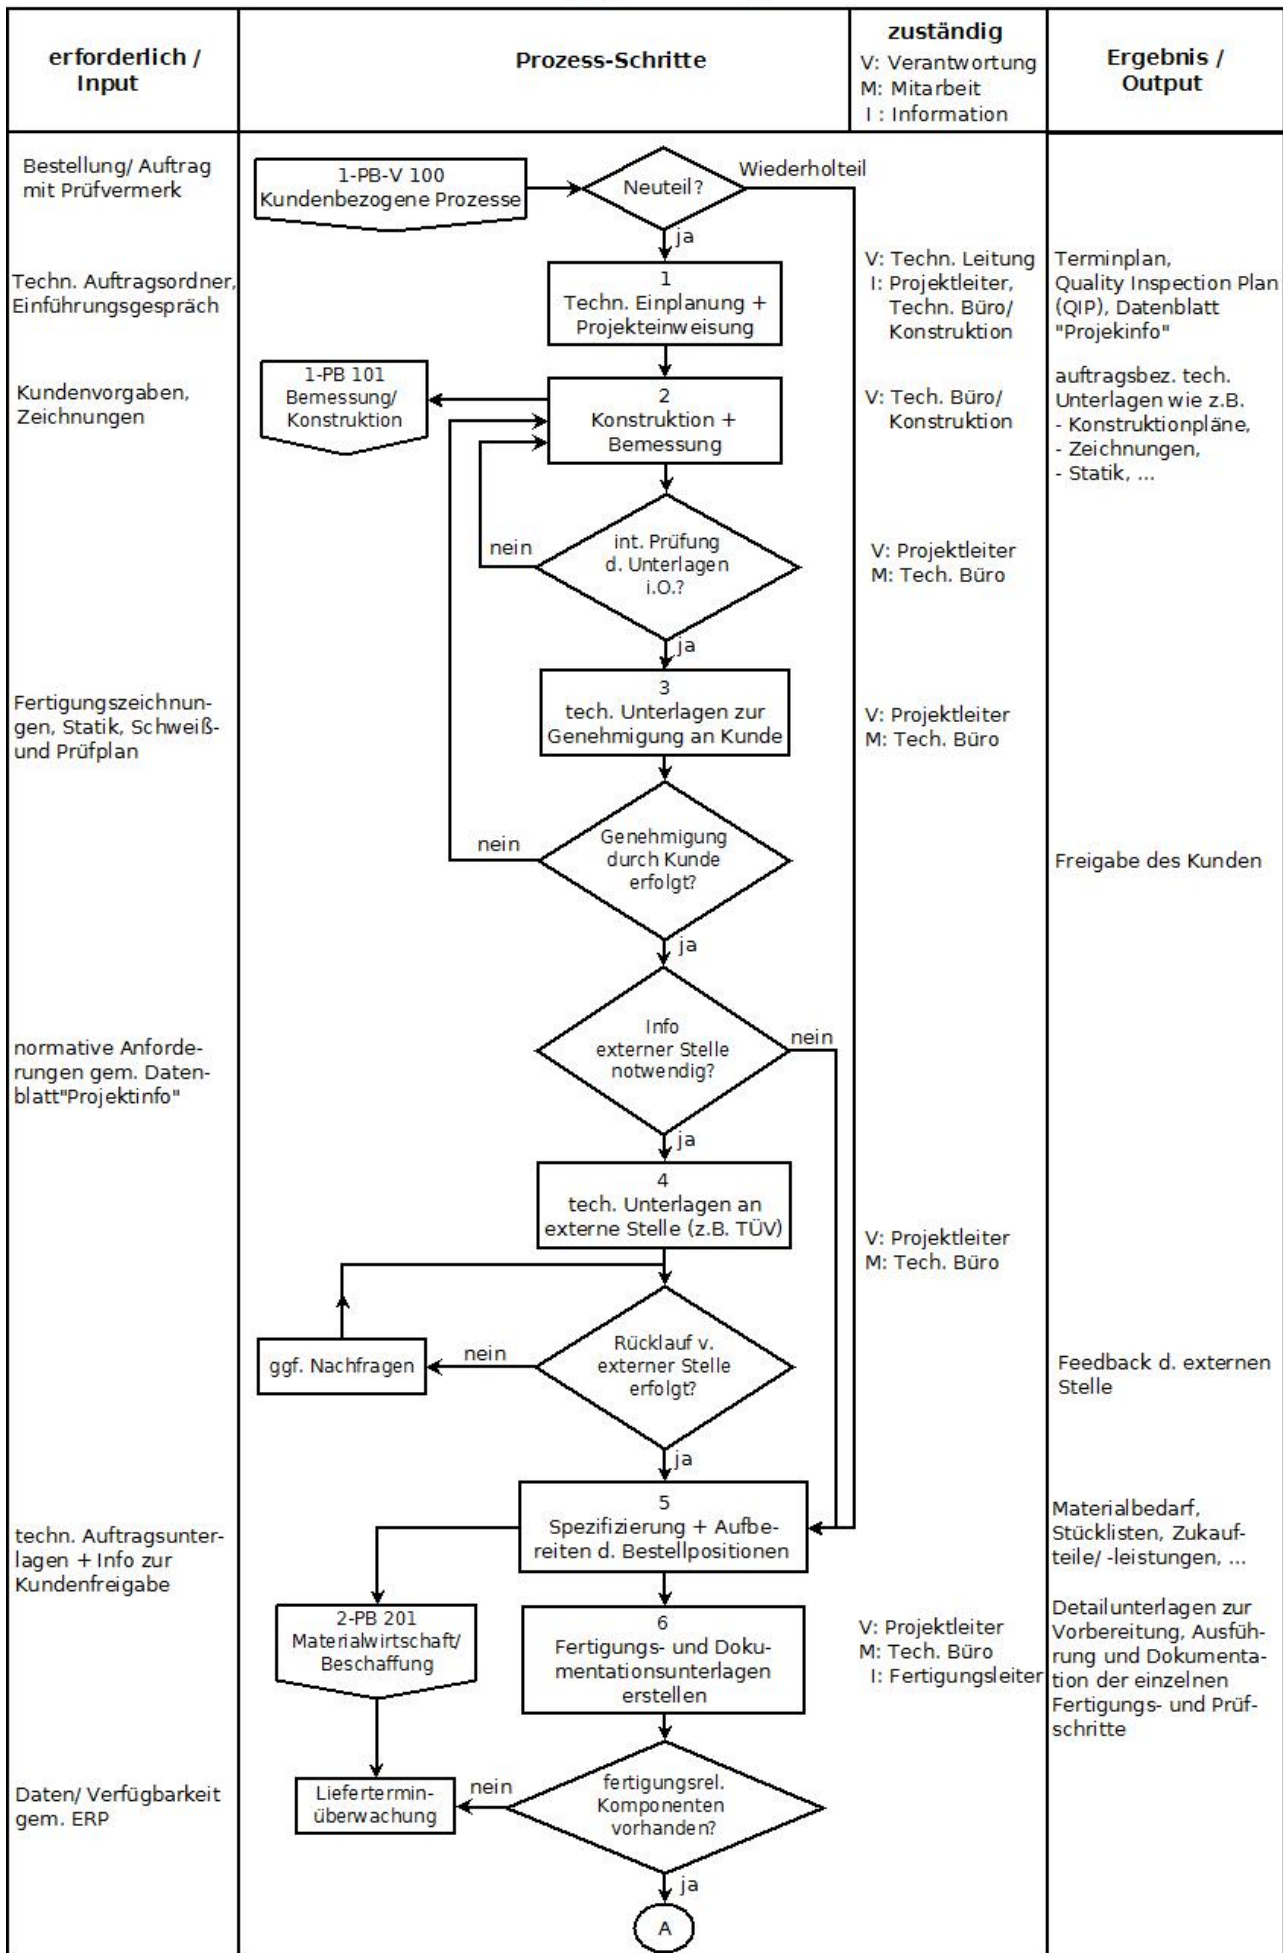 erforderlich /
Input
Prozess-Schritte
zuständig
V: Verantwortung
M: Mitarbeit
I : Information
Ergebnis /
Output
Bestellung/ Auftrag
mit Prüfvermerk
1-PB-V 100
Kundenbezogene Prozesse
Neuteil?
Wiederholteil
ja
Techn. Auftragsordner,
Einführungsgespräch
1
Techn. Einplanung +
Projekteinweisung
V: Techn. Leitung
I: Projektleiter,
Techn. Büro/
Konstruktion
Terminplan,
Quality Inspection Plan
(QIP), Datenblatt
"Projekinfo"
Kundenvorgaben,
Zeichnungen
1-PB 101
Bemessung/
Konstruktion
2
Konstruktion +
Bemessung
V: Tech. Büro/
Konstruktion
auftragsbez. tech.
Unterlagen wie z.B.
- Konstruktionpläne,
- Zeichnungen,
- Statik, ...
nein
int. Prüfung
d. Unterlagen
i.O.?
V: Projektleiter
M: Tech. Büro
ja
Fertigungszeichnun-
gen, Statik, Schweiß-
und Prüfplan
3
tech. Unterlagen zur
Genehmigung an Kunde
V: Projektleiter
M: Tech. Büro
nein
Genehmigung
durch Kunde
erfolgt?
Freigabe des Kunden
ja
normative Anforde-
rungen gem. Daten-
blatt"Projektinfo"
Info
externer Stelle
notwendig?
nein
ja
4
tech. Unterlagen an
externe Stelle (z.B. TÜV)
V: Projektleiter
M: Tech. Büro
ggf. Nachfragen
nein
Rücklauf v.
externer Stelle
erfolgt?
Feedback d. externen
Stelle
ja
techn. Auftragsunter-
lagen + Info zur
Kundenfreigabe
5
Spezifizierung + Aufbe-
reiten d. Bestellpositionen
Materialbedarf,
Stücklisten, Zukauf-
teile/ -leistungen, ...
2-PB 201
Materialwirtschaft/
Beschaffung
6
Fertigungs- und Doku-
mentationsunterlagen
erstellen
V: Projektleiter
M: Tech. Büro
I: Fertigungsleiter
Detailunterlagen zur
Vorbereitung, Ausfüh-
rung und Dokumenta-
tion der einzelnen
Fertigungs- und Prüf-
schritte
Daten/ Verfügbarkeit
gem. ERP
Liefertermin-
überwachung
nein
fertigungsrel.
Komponenten
vorhanden?
ja
A